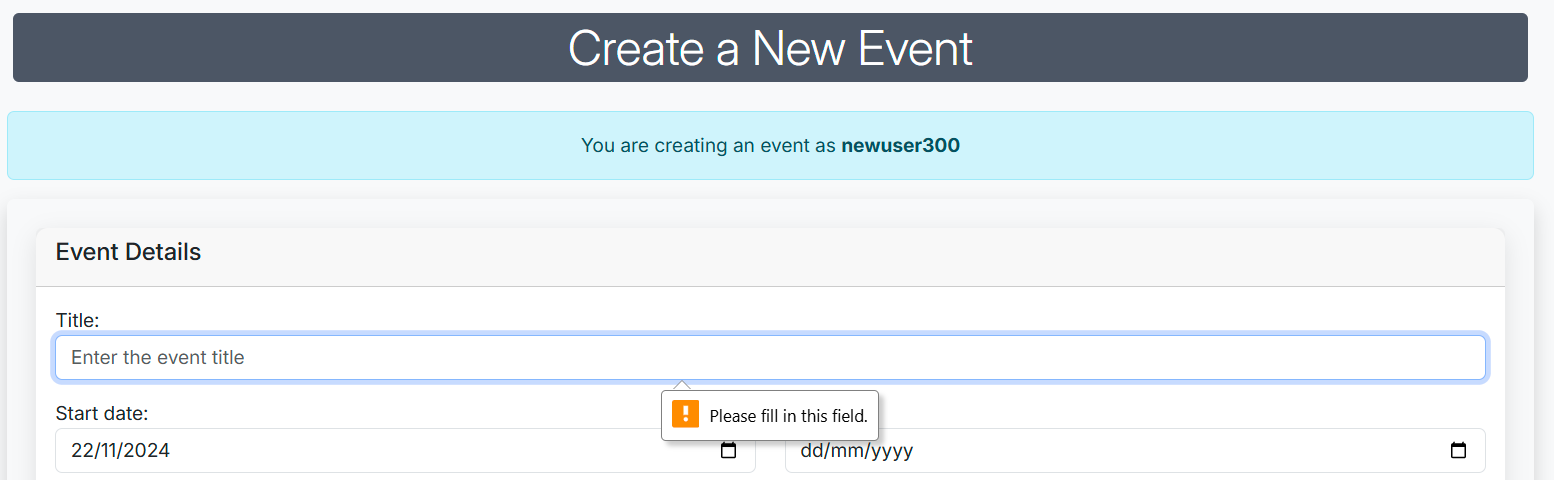 Create a New Event
You are creating an event as newuser300
Event Details
Title:
Enter the event title
Please fill in this field.
Start date:
22/11/2024
dd/mm/yyyy